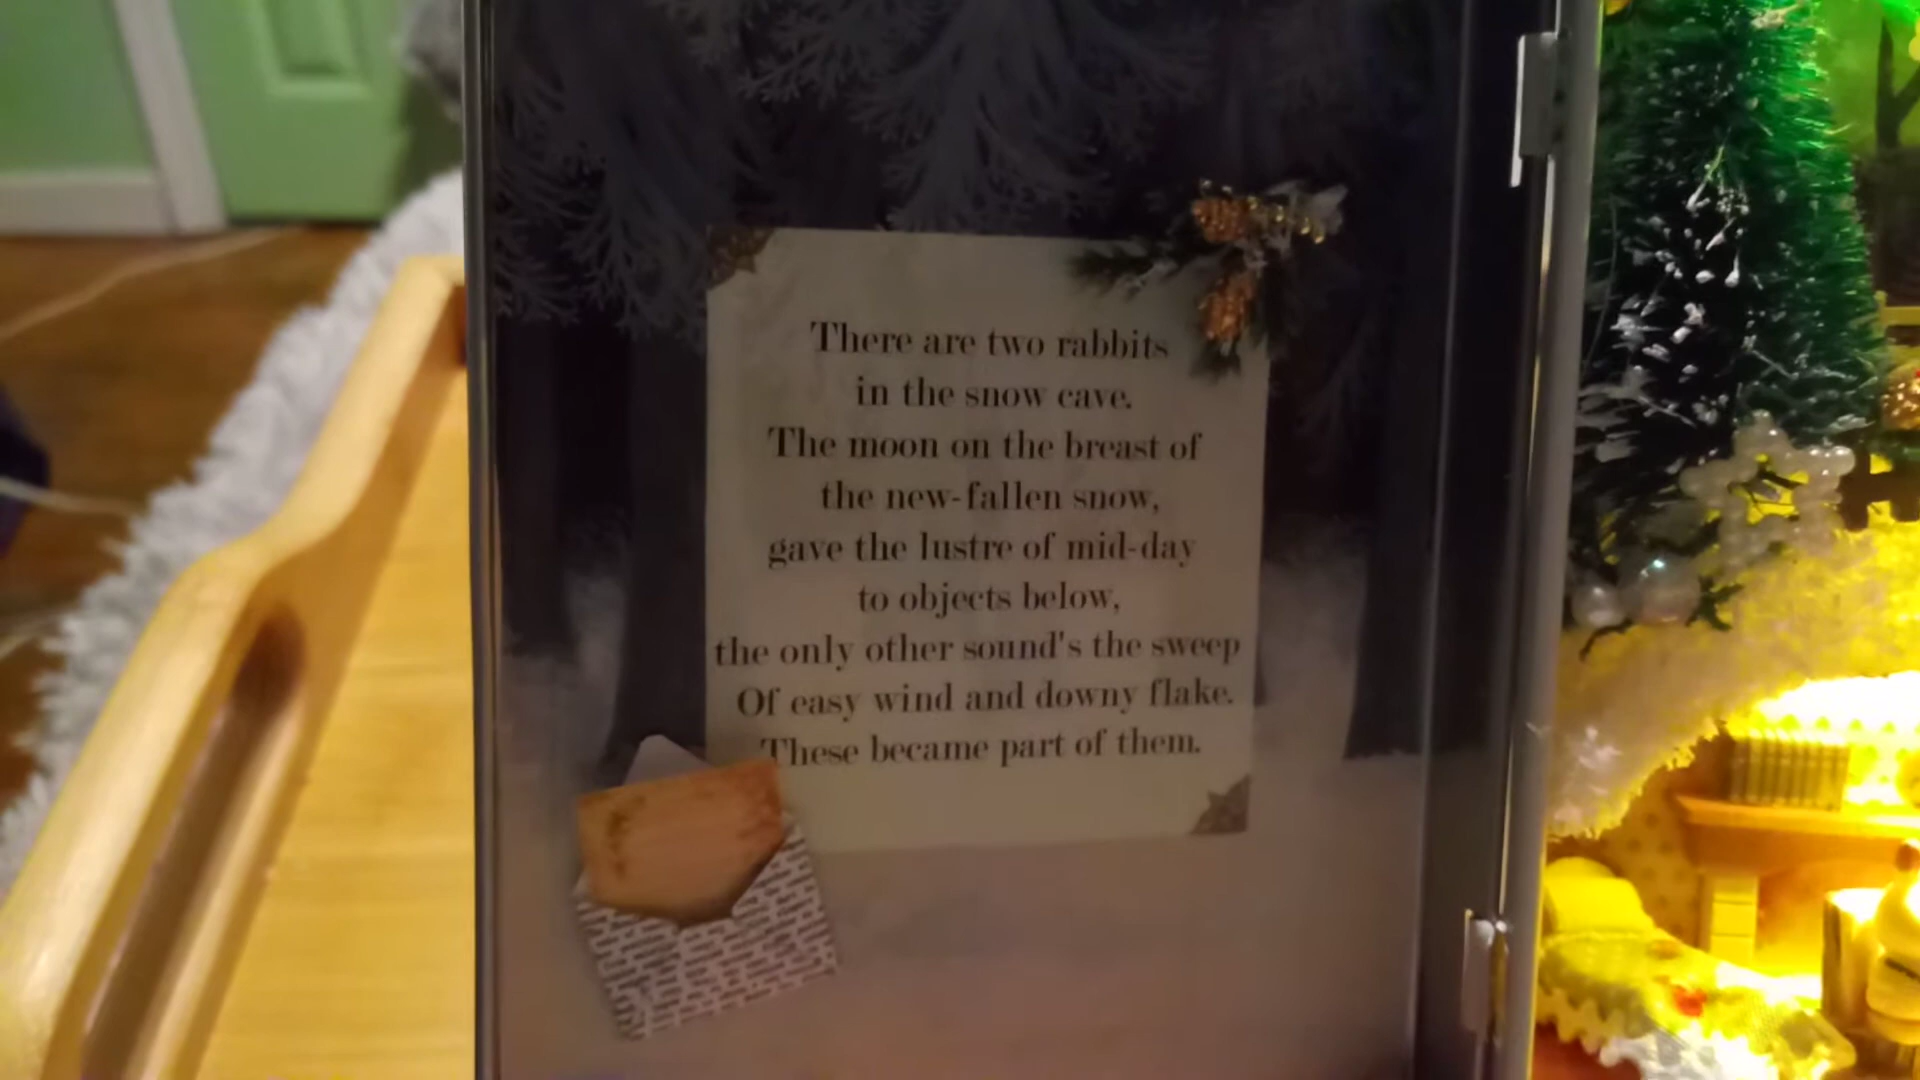 There are two rabbits
in the snow cave.
The moon on the breast of
the new-fallen snow,
gave the lustre of mid-day
to objects below,
the only other sound's the sweep
Of easy wind and downy flake.
These became part of them.